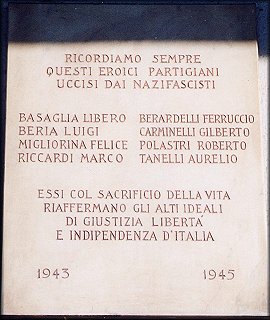 RICORDIAMO SEMPRE
QUESTI EROICI PARTIGIANI
UCCISI DAI NAZIFASCISTI
BASAGLIA LIBERO BERARDELLI FERRUCCIO
BERIA LUIGI CARMINELLI GILBERTO
MIGLIORINA FELICE POLASTRI ROBERTO
RICCARDI MARCO TANELLI AURELIO
ESSI COL SACRIFICIO DELLA VITA
RIAFFERMANO GLI ALTI IDEALI
DI GIUSTIZIA LIBERTÀ
E INDIPENDENZA D'ITALIA
1943 1945